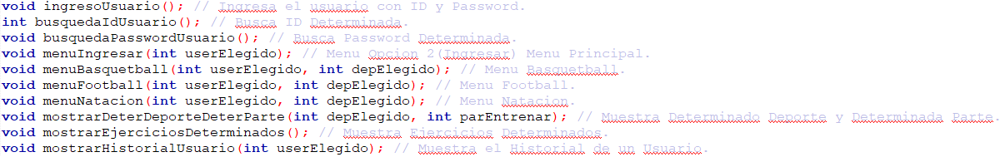 void ingresoUsuario(); // Ingresa el usuario con ID y Password.
int busquedaIdUsuario(); // Busca ID Determinada.
void busquedaPasswordUsuario(); // Busca Password Determinada.
void menuIngresar(int userElegido); // Menu Opcion 2(Ingresar) Menu Principal.
void menuBasquetball(int userElegido, int depElegido); // Menu Basquetball.
void menuFootball(int userElegido, int depElegido); // Menu Football.
void menuNatacion(int userElegido, int depElegido); // Menu Natacion.
void mostrarDeterDeporteDeterParte(int depElegido, int parEntrenar); // Muestra Determinado Deporte y Determinada Parte.
void mostrarEjerciciosDeterminados(); // Muestra Ejercicios Determinados.
void mostrarHistorialUsuario(int userElegido); // Muestra el Historial de un Usuario.